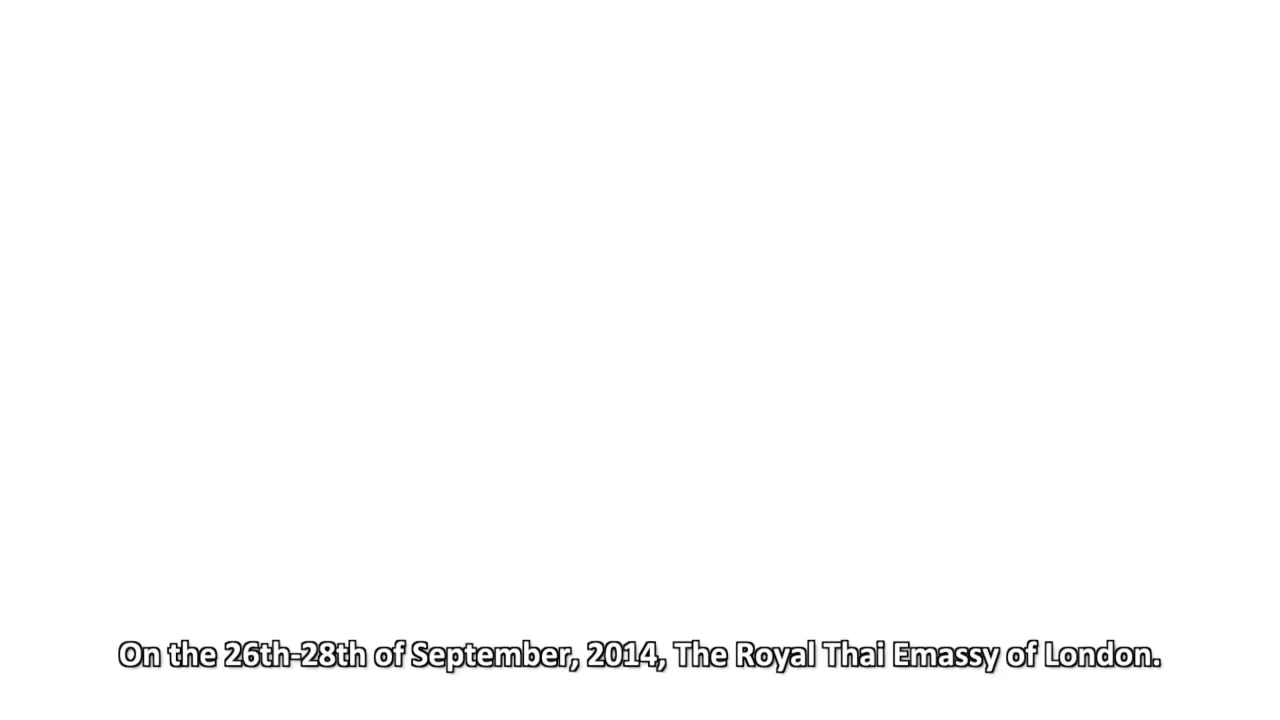 On the 26th-28th of September, 2014, The Royal Thai Emassy of London.